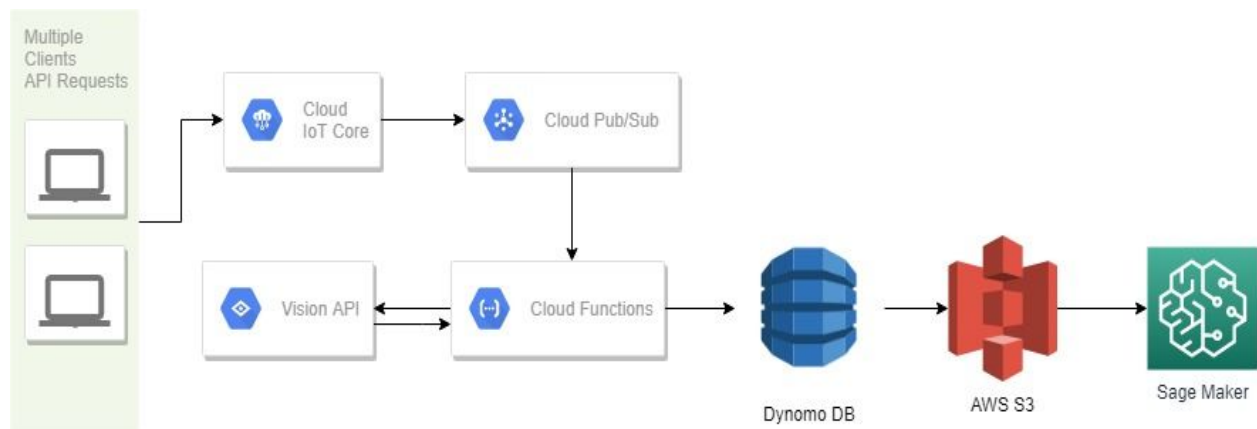 Multiple
Clients
API Requests
Cloud
IoT Core
Cloud Pub/Sub
Vision API
Cloud Functions
Dynomo DB
AWS S3
Sage Maker